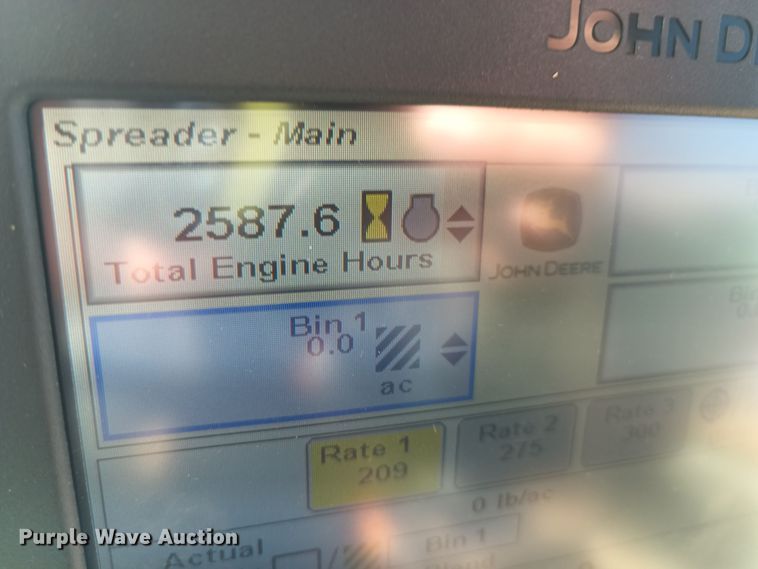 JOHN D
Spreader - Main
2587.6
Total Engine Hours
JOHN DEERE
Bin 1
0.0
ac
Rate 1
209
Rate 2
275
Rate 3
300
0 lb/ac
Actual
Bin 1
Purple Wave Auction